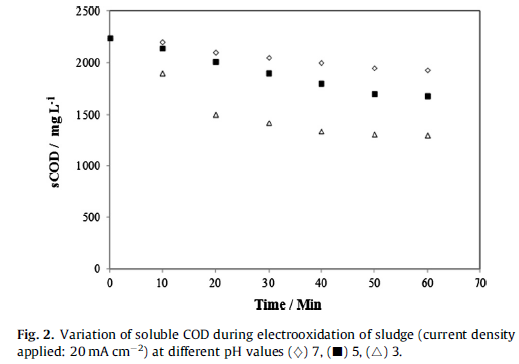 2500
2000
1500
1000
500
0
0 10 20 30 40 50 60 70
sCOD / mg L-1
Time / Min
Fig. 2. Variation of soluble COD during electrooxidation of sludge (current density
applied: 20 mA cm−2) at different pH values (◇) 7, (■) 5, (△) 3.